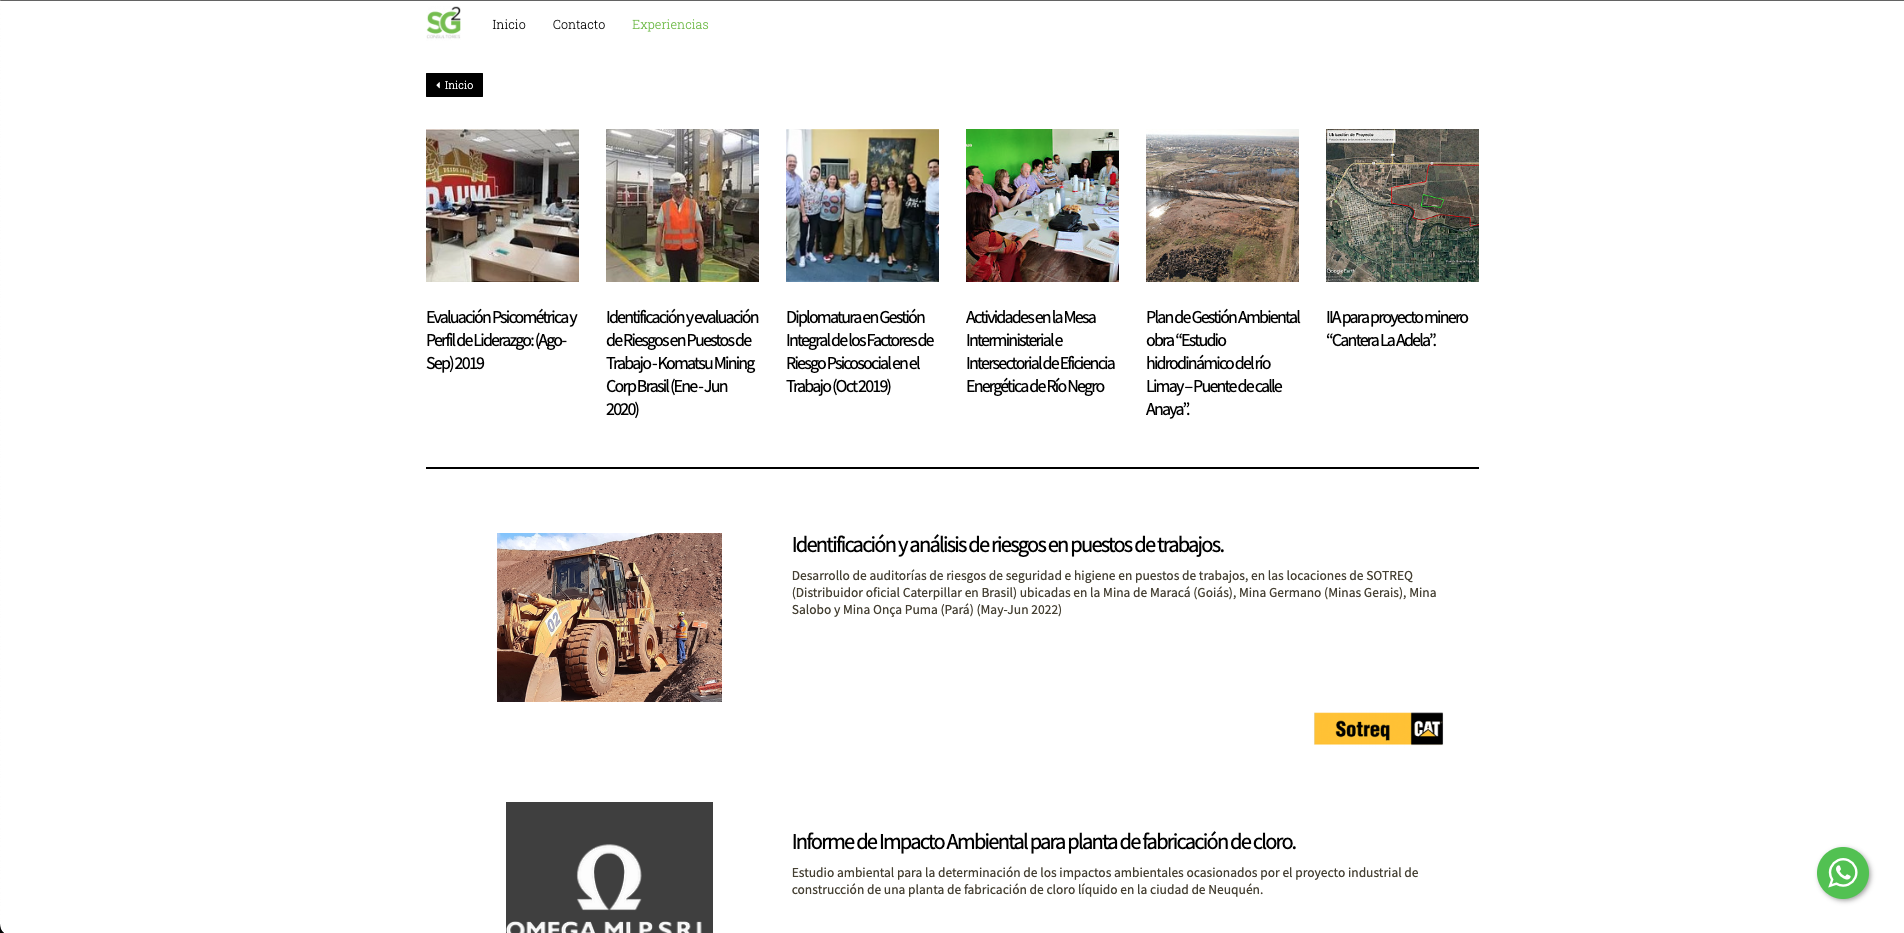 SG2
Inicio
Contacto
Experiencias
Inicio
DAUMA
Ubicación de Proyecto
Google Earth
Evaluación Psicométrica y
Perfil de Liderazgo: (Ago-
Sep) 2019
Identificación y evaluación
de Riesgos en Puestos de
Trabajo - Komatsu Mining
Corp Brasil (Ene - Jun
2020)
Diplomatura en Gestión
Integral de los Factores de
Riesgo Psicosocial en el
Trabajo (Oct 2019)
Actividades en la Mesa
Interministerial e
Intersectorial de Eficiencia
Energética de Río Negro
Plan de Gestión Ambiental
obra “Estudio
hidrodinámico del río
Limay – Puente de calle
Anaya”.
IIA para proyecto minero
“Cantera La Adela”.
02
Identificación y análisis de riesgos en puestos de trabajos.
Desarrollo de auditorías de riesgos de seguridad e higiene en puestos de trabajos, en las locaciones de SOTREQ
(Distribuidor oficial Caterpillar en Brasil) ubicadas en la Mina de Maracá (Goiás), Mina Germano (Minas Gerais), Mina
Salobo y Mina Onça Puma (Pará) (May-Jun 2022)
Sotreq CAT
OMEGA MLP S.R.L
Informe de Impacto Ambiental para planta de fabricación de cloro.
Estudio ambiental para la determinación de los impactos ambientales ocasionados por el proyecto industrial de
construcción de una planta de fabricación de cloro líquido en la ciudad de Neuquén.